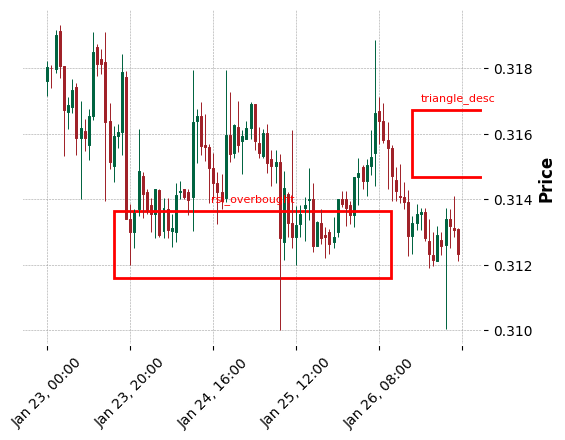 triangle_desc
rsi_overbought
0.318
0.316
0.314
0.312
0.310
Price
Jan 23, 00:00
Jan 23, 20:00
Jan 24, 16:00
Jan 25, 12:00
Jan 26, 08:00